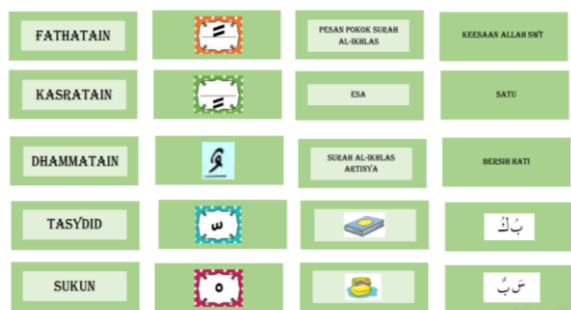 FATHATAIN
PESAN POKOK SURAH
AL-IKHLAS
KEESAAN ALLAH SWT
KASRATAIN
ESA
SATU
DHAMMATAIN
SURAH AL-IKHLAS
ARTINYA
BERSIH HATI
TASYDID
بُكُ
SUKUN
سَبٌ